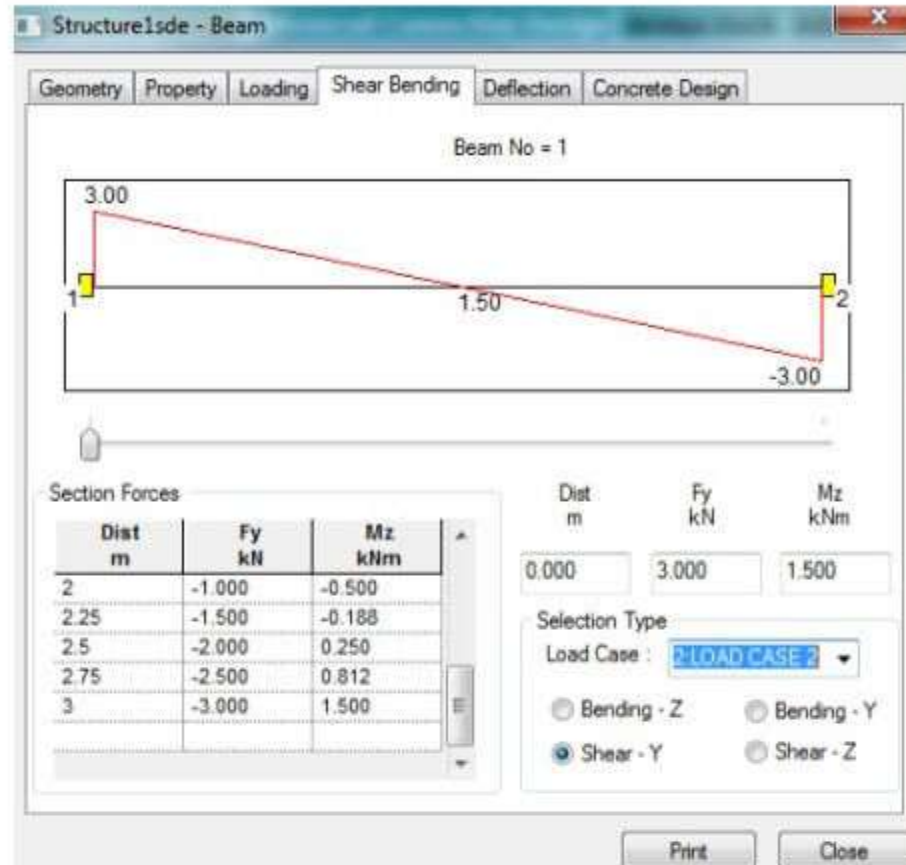 Structure1sde - Beam
Geometry Property Loading Shear Bending Deflection Concrete Design
Beam No = 1
3.00
1 1.50 2
-3.00
Section Forces
Dist m Fy kN Mz kNm
2 -1.000 -0.500
2.25 -1.500 -0.188
2.5 -2.000 0.250
2.75 -2.500 0.812
3 -3.000 1.500
Dist Fy Mz
m kN kNm
0.000 3.000 1.500
Selection Type
Load Case : 2:LOAD CASE 2
Bending - Z Bending - Y
Shear - Y Shear - Z
Print Close